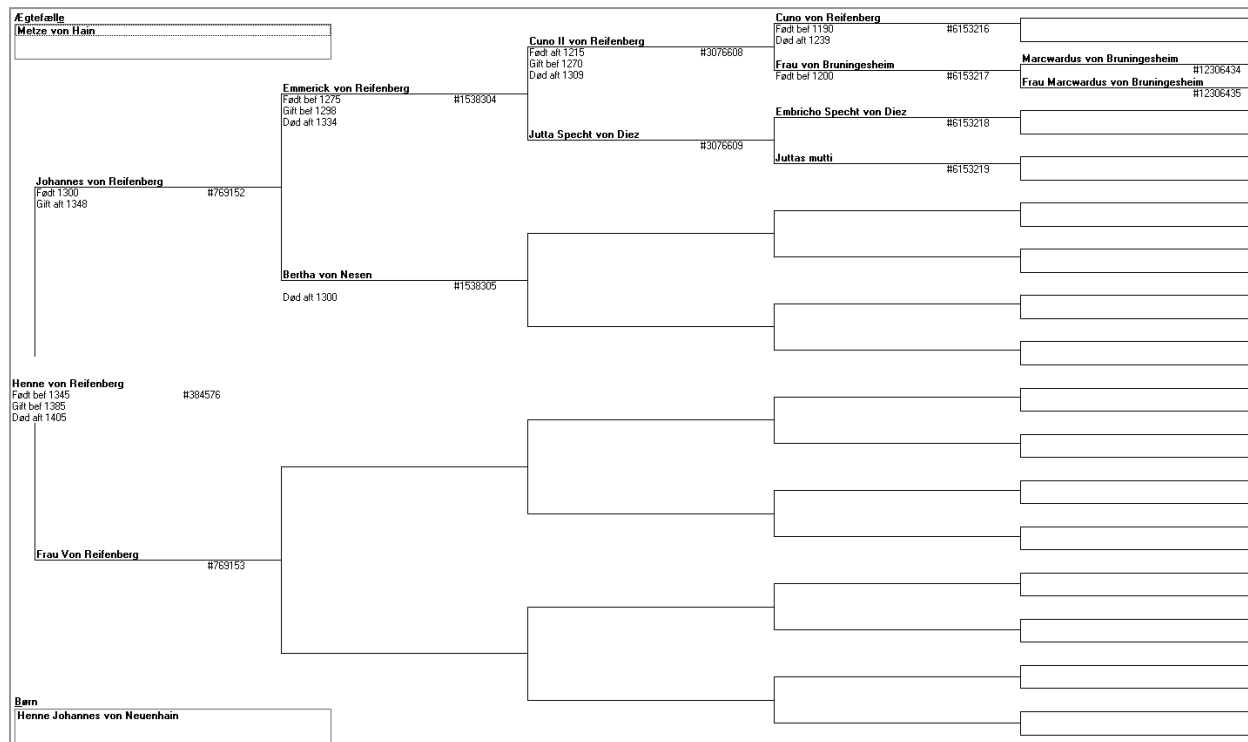 Ægtefælle
Metze von Hain
Cuno von Reifenberg
Født bef 1190 #6153216
Død aft 1239
Cuno II von Reifenberg
Født aft 1215 #3076608
Gift bef 1270
Død aft 1309
Frau von Bruningesheim
Født bef 1200 #6153217
Marcwardus von Bruningesheim
#12306434
Frau Marcwardus von Bruningesheim
#12306435
Emmerick von Reifenberg
Født bef 1275 #1538304
Gift bef 1298
Død aft 1334
Embricho Specht von Diez
#6153218
Jutta Specht von Diez
#3076609
Juttas mutti
#6153219
Johannes von Reifenberg
Født 1300 #769152
Gift aft 1348
Bertha von Nesen
#1538305
Død aft 1300
Henne von Reifenberg
Født bef 1345 #384576
Gift bef 1385
Død aft 1405
Frau Von Reifenberg
#769153
Børn
Henne Johannes von Neuenhain